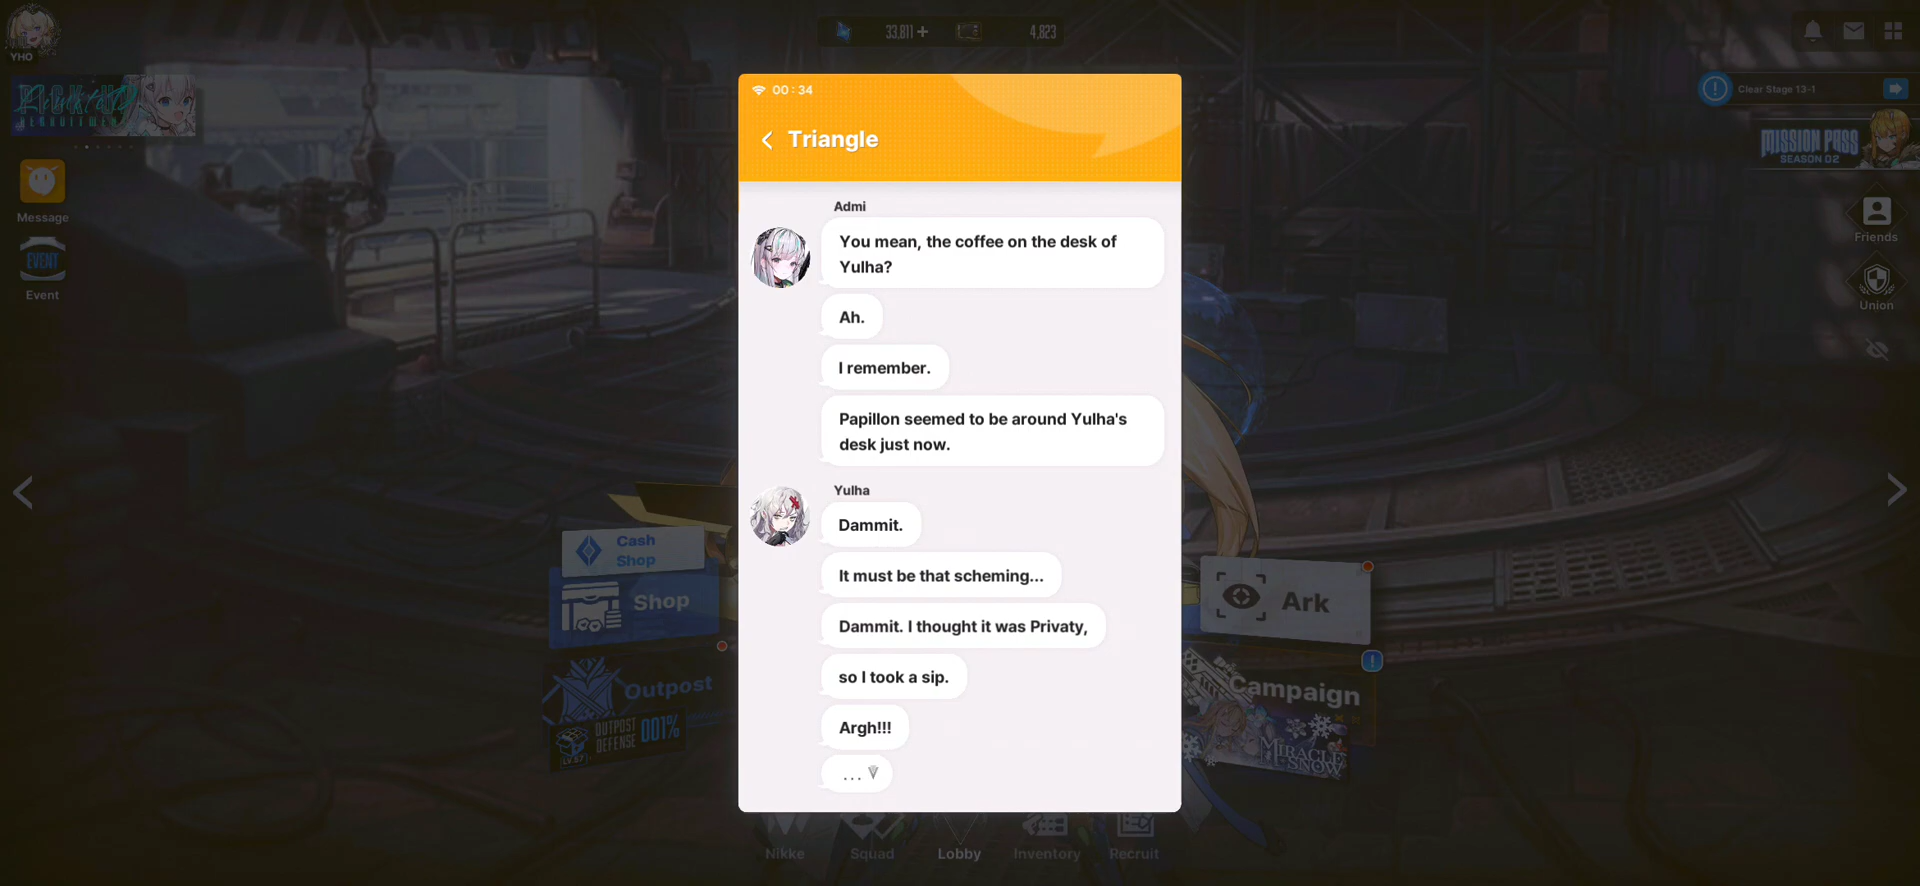 YHO
33,811 +
4,823
PICK UP
RECRUITMENT
Message
EVENT
Event
Clear Stage 13-1
MISSION PASS
SEASON 02
Friends
Union
00 : 34
Triangle
Admi
You mean, the coffee on the desk of
Yulha?
Ah.
I remember.
Papillon seemed to be around Yulha's
desk just now.
Yulha
Dammit.
It must be that scheming...
Dammit. I thought it was Privaty,
so I took a sip.
Argh!!!
...
Cash
Shop
Shop
Outpost
OUTPOST
DEFENSE
001%
Ark
Campaign
MIRACLE
SNOW
Nikke
Squad
Lobby
Inventory
Recruit